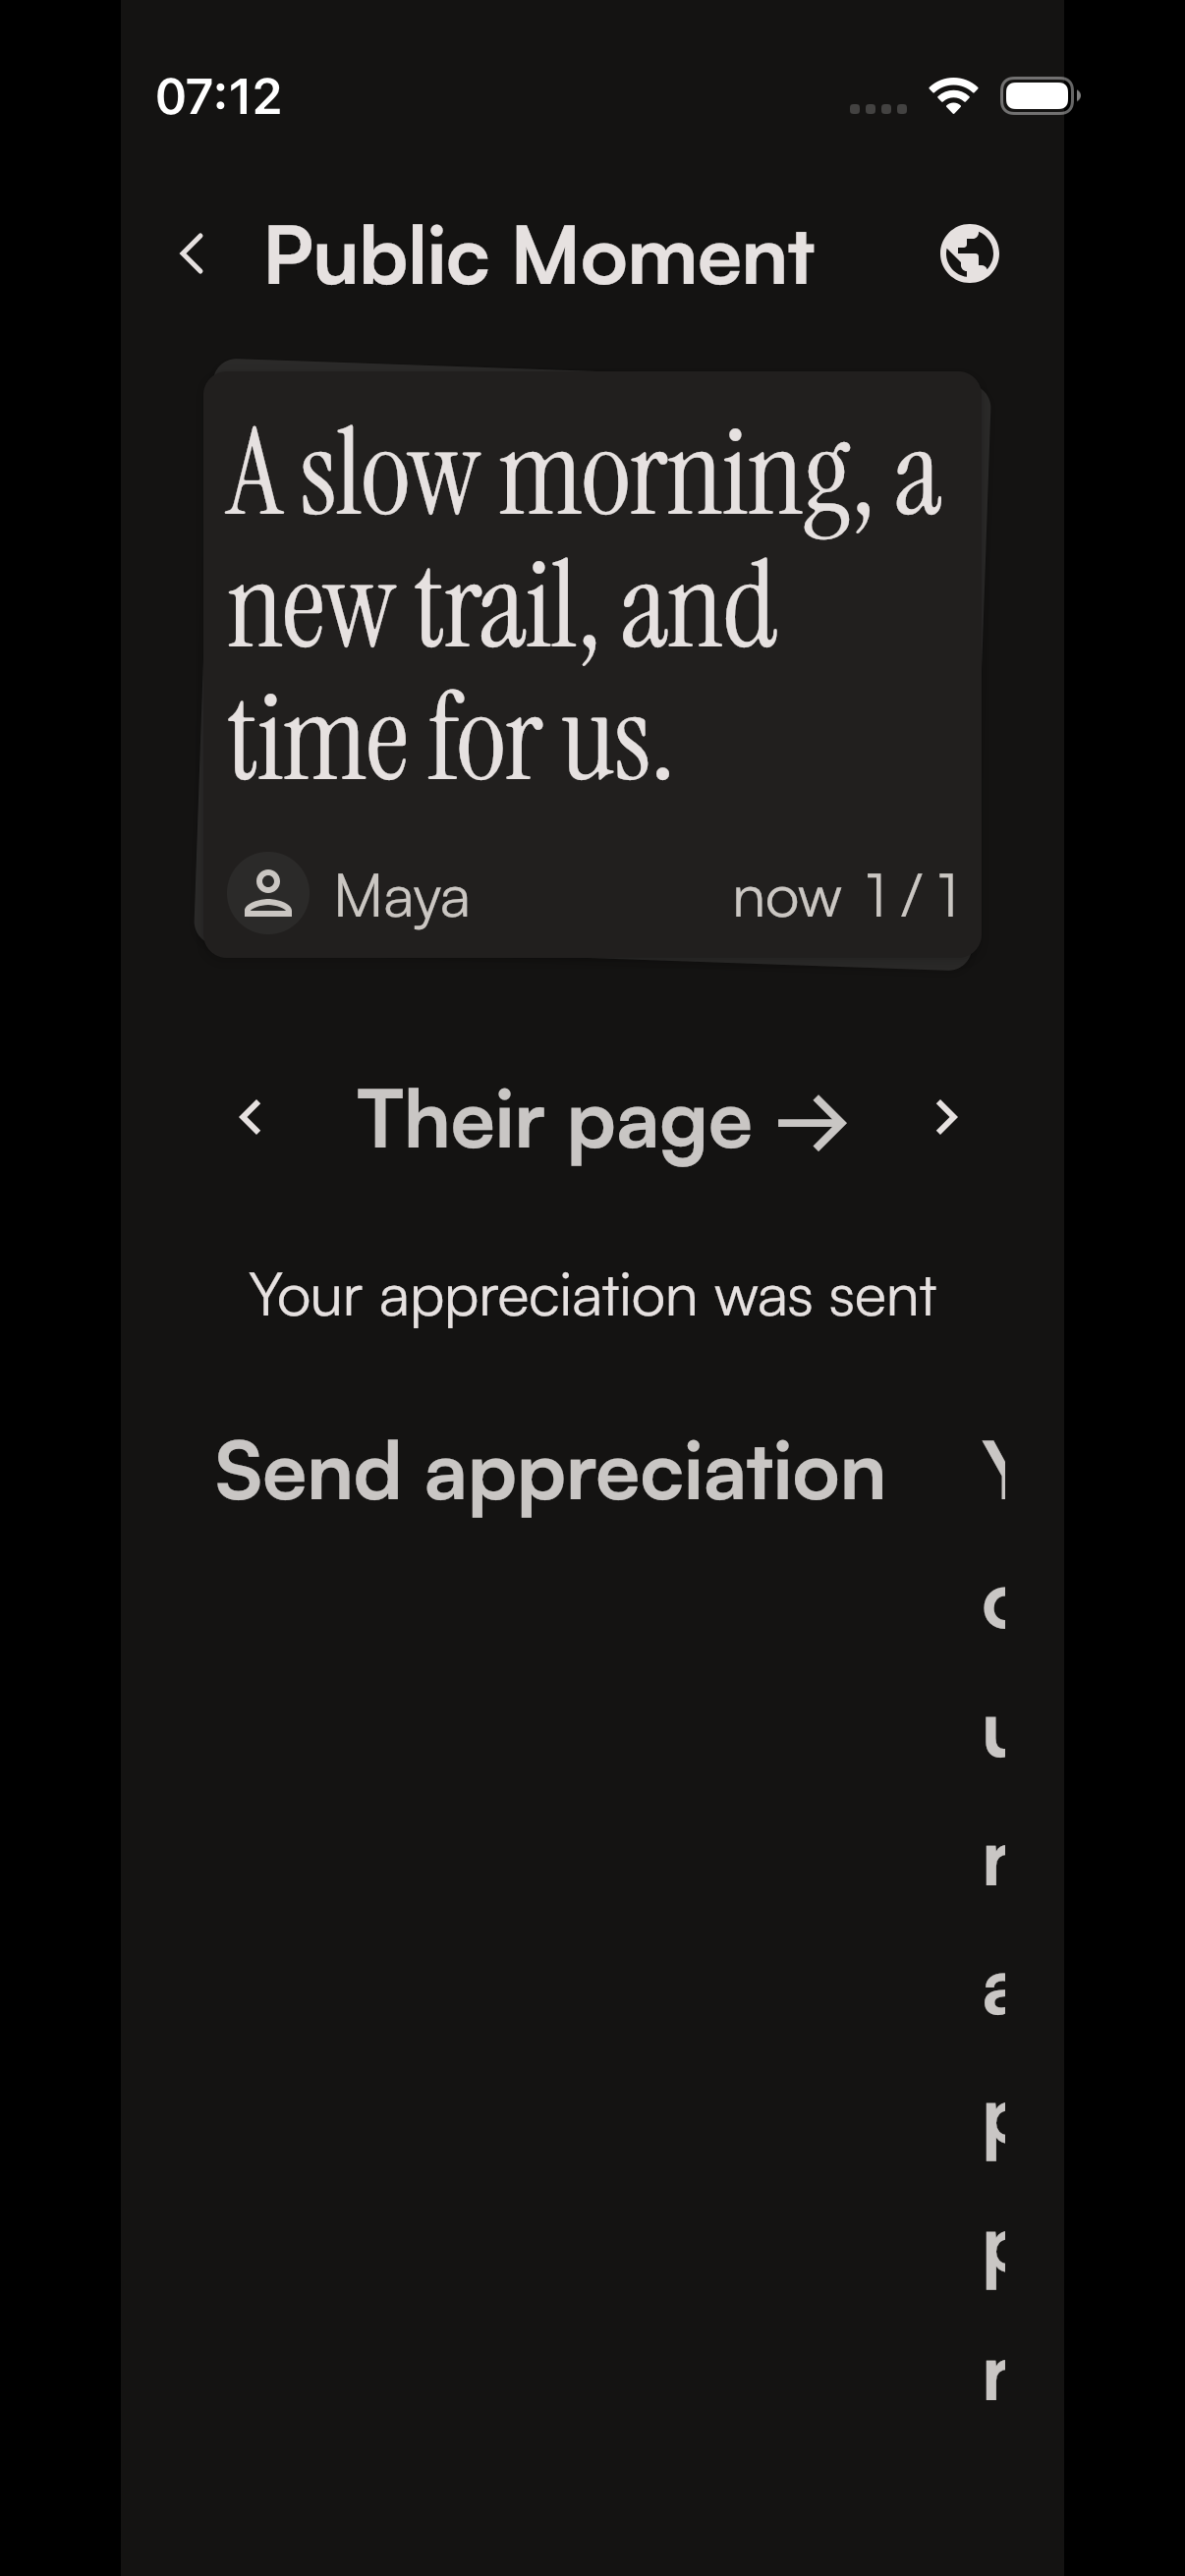 07:12
Public Moment
A slow morning, a
new trail, and
time for us.
Maya now 1 / 1
Their page →
Your appreciation was sent
Send appreciation